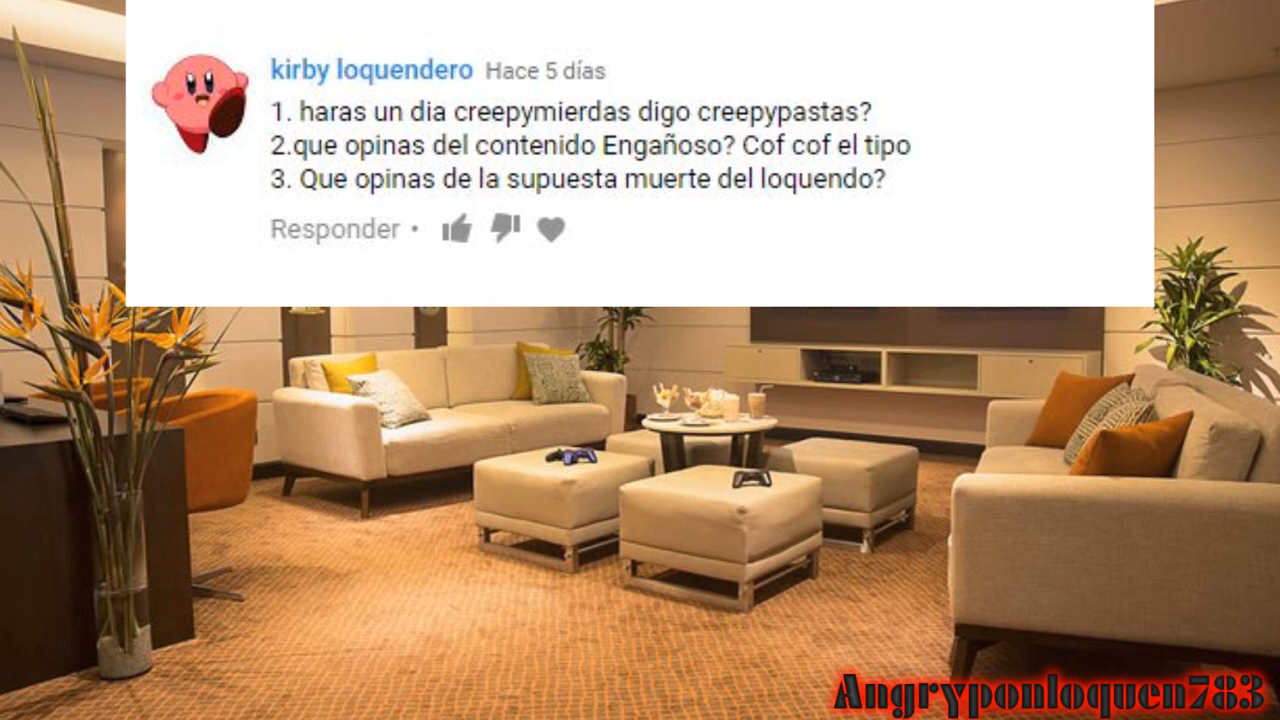 kirby loquendero Hace 5 días
1. haras un dia creepymierdas digo creepypastas?
2.que opinas del contenido Engañoso? Cof cof el tipo
3. Que opinas de la supuesta muerte del loquendo?
Responder •
Angryponloquen783